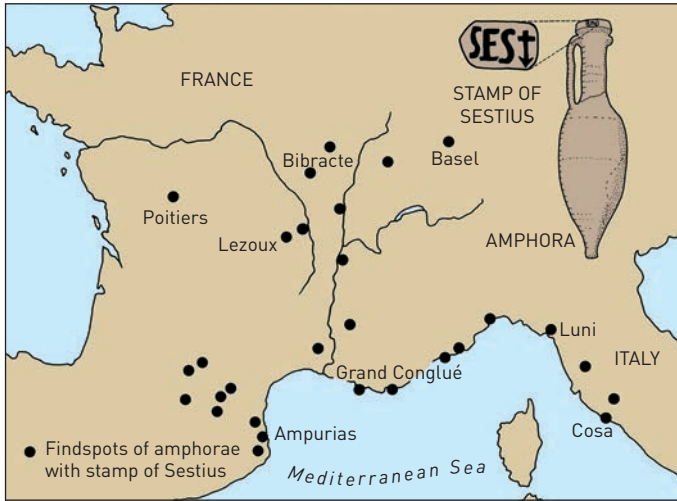 SES
FRANCE
STAMP OF
SESTIUS
Bibracte
Basel
Poitiers
Lezoux
AMPHORA
Luni
Grand Conglué
ITALY
Ampurias
Cosa
Findspots of amphorae
with stamp of Sestius
Mediterranean Sea